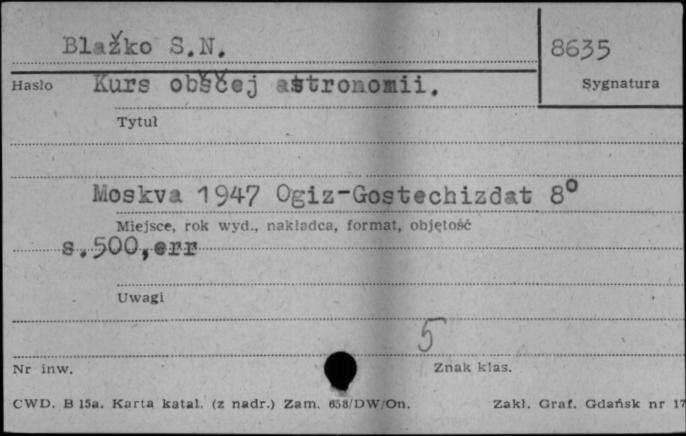 Blažko S.N.
8635
Hasło Kurs obščej astronomii.
Sygnatura
Tytuł
Moskva 1947 Ogiz-Gostechizdat 8°
Miejsce, rok wyd., nakładca, format, objętość
s.500,err
Uwagi
5
Nr inw.
Znak klas.
CWD. B 15a. Karta katal. (z nadr.) Zam. 658/DW/On. Zakł. Graf. Gdańsk nr 17